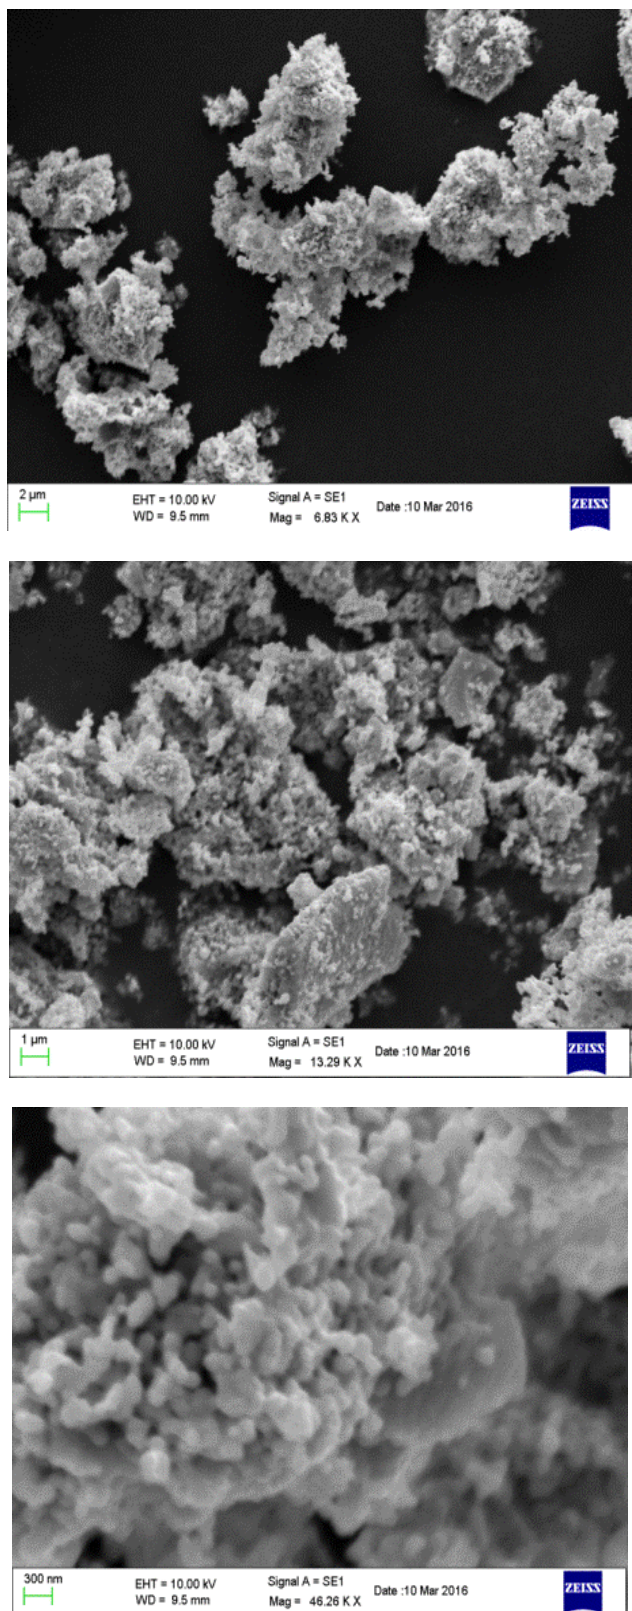 2 µm
EHT = 10.00 kV Signal A = SE1 Date :10 Mar 2016 ZEISS
WD = 9.5 mm Mag = 6.83 K X
1 µm
EHT = 10.00 kV Signal A = SE1 Date :10 Mar 2016 ZEISS
WD = 9.5 mm Mag = 13.29 K X
300 nm
EHT = 10.00 kV Signal A = SE1 Date :10 Mar 2016 ZEISS
WD = 9.5 mm Mag = 46.26 K X